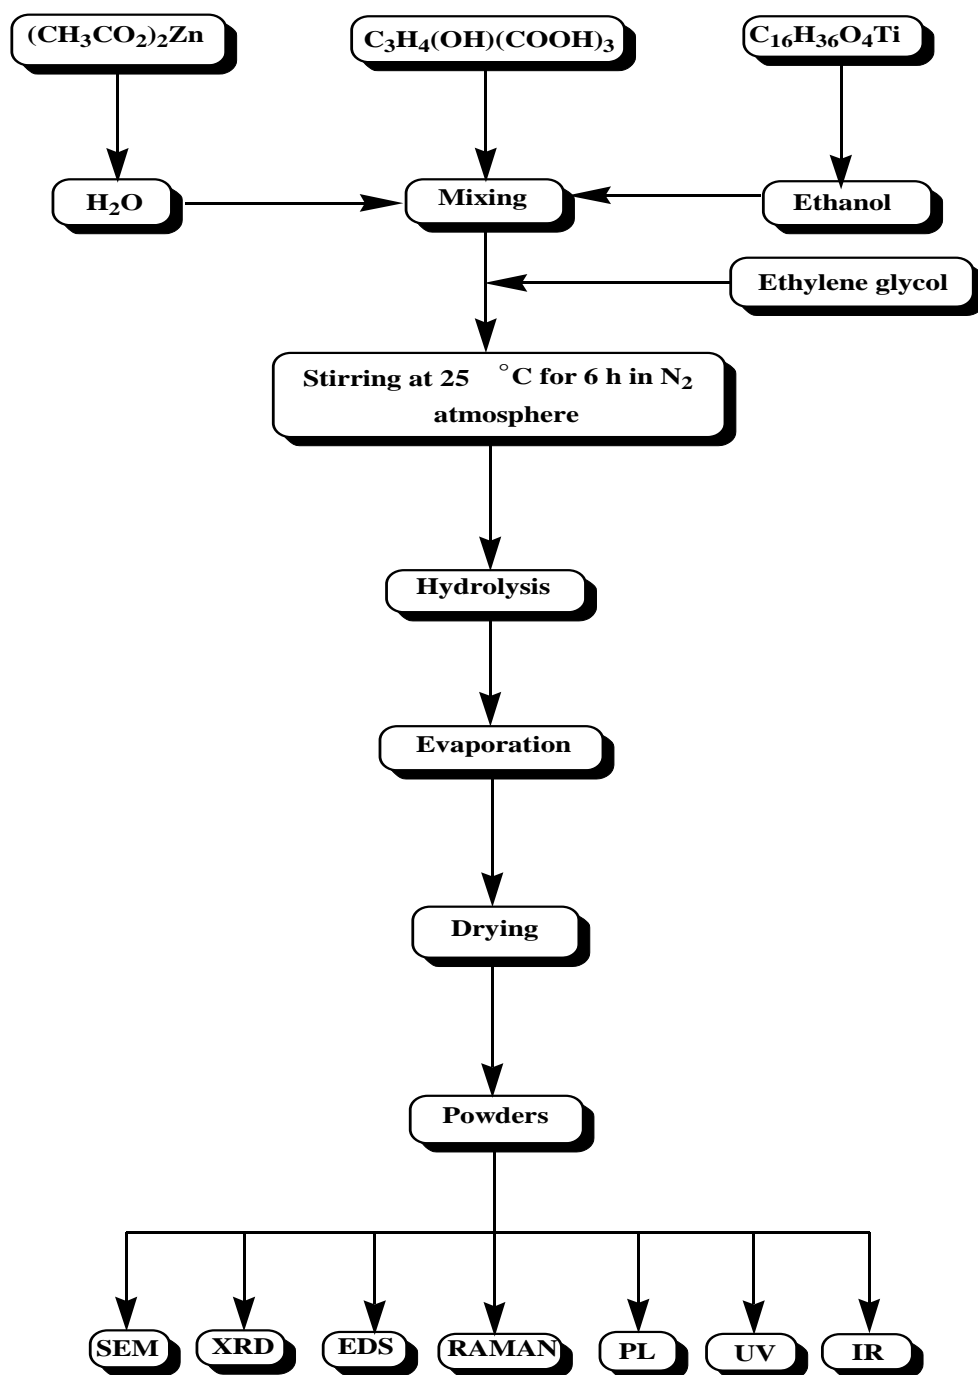 (CH₃CO₂)₂Zn
C₃H₄(OH)(COOH)₃
C₁₆H₃₆O₄Ti
H₂O
Mixing
Ethanol
Ethylene glycol
Stirring at 25 °C for 6 h in N₂
atmosphere
Hydrolysis
Evaporation
Drying
Powders
SEM
XRD
EDS
RAMAN
PL
UV
IR